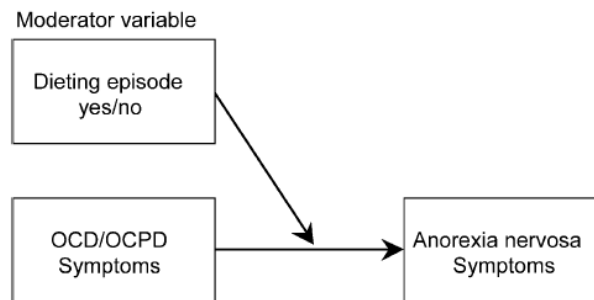 Moderator variable
Dieting episode
yes/no
OCD/OCPD
Symptoms
Anorexia nervosa
Symptoms